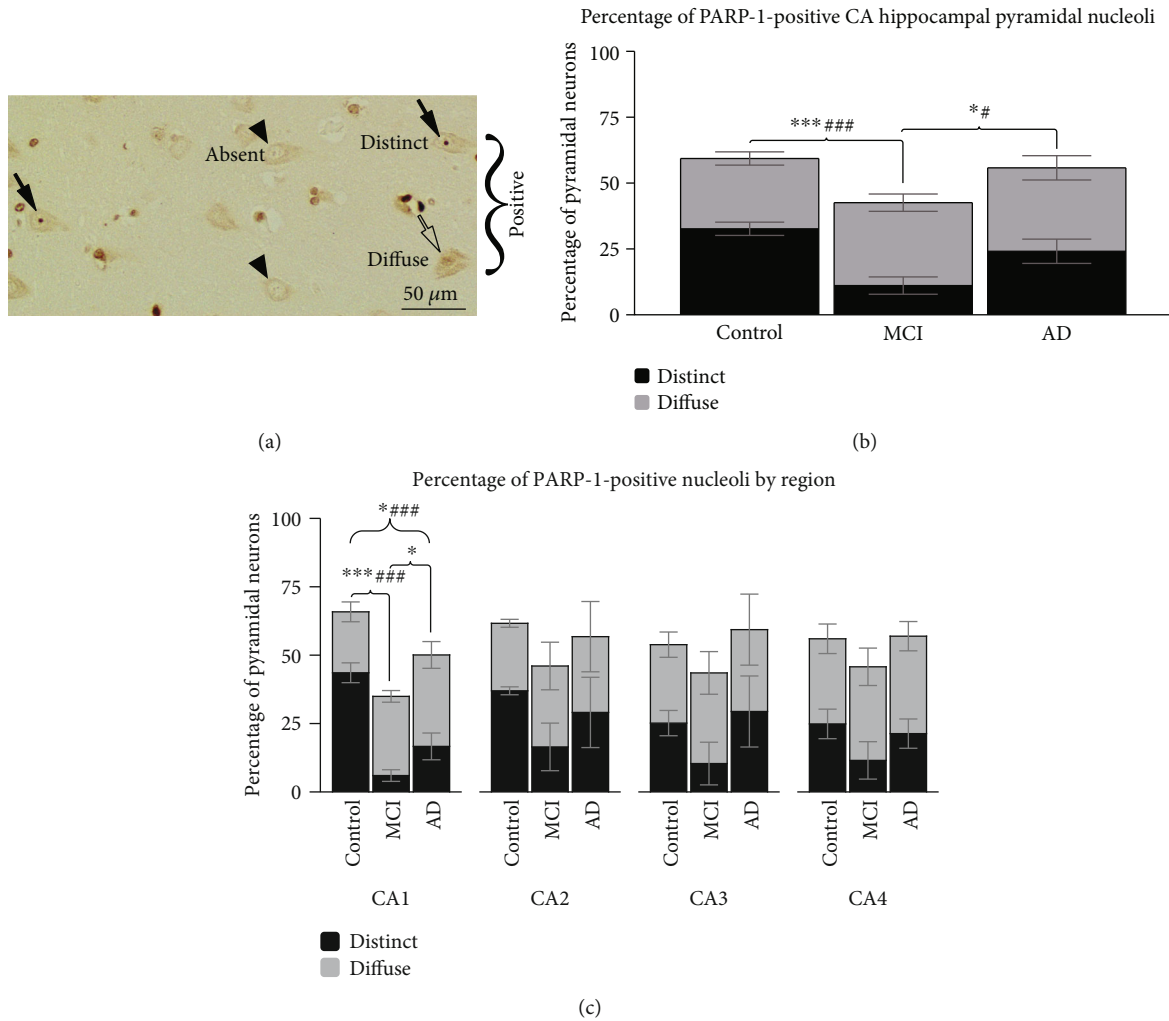 Absent
Distinct
Positive
Diffuse
50 μm
(a)
Percentage of PARP-1-positive CA hippocampal pyramidal nucleoli
Percentage of pyramidal neurons
100
75
50
25
0
***###
*#
Control
MCI
AD
Distinct
Diffuse
(b)
Percentage of PARP-1-positive nucleoli by region
Percentage of pyramidal neurons
100
75
50
25
0
*###
*
***###
Control
MCI
AD
Control
MCI
AD
Control
MCI
AD
Control
MCI
AD
CA1
CA2
CA3
CA4
Distinct
Diffuse
(c)